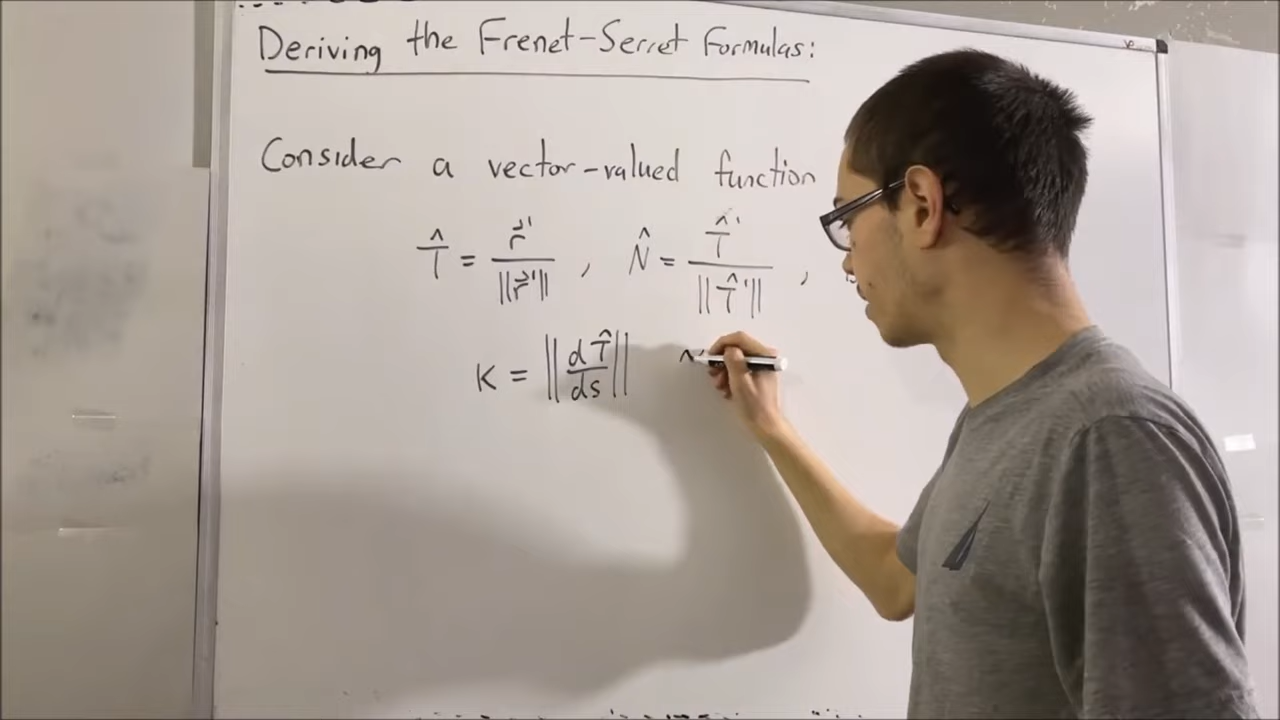 Deriving the Frenet-Serret Formulas:
Consider a vector-valued function
T̂ = r⃗' / ||r⃗'|| , N̂ = T̂' / ||T̂'|| ,
K = || dT̂ / ds ||